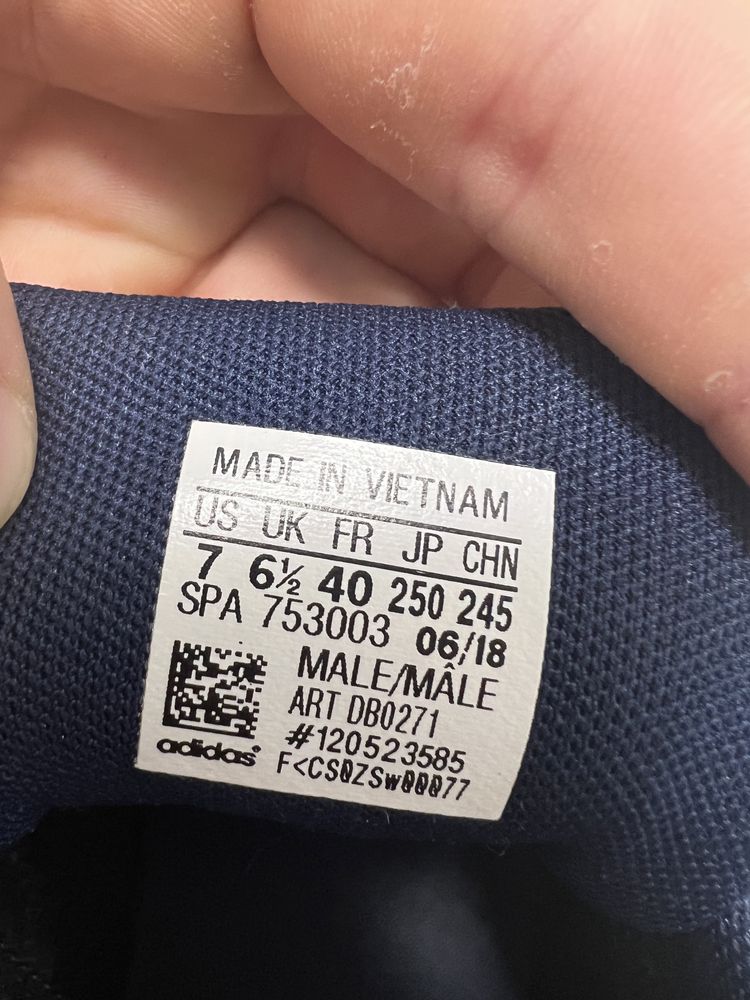 MADE IN VIETNAM
US UK FR JP CHN
7 6½ 40 250 245
SPA 753003 06/18
MALE/MÂLE
ART DB0271
#120523585
F<CS0ZSw00077
adidas®